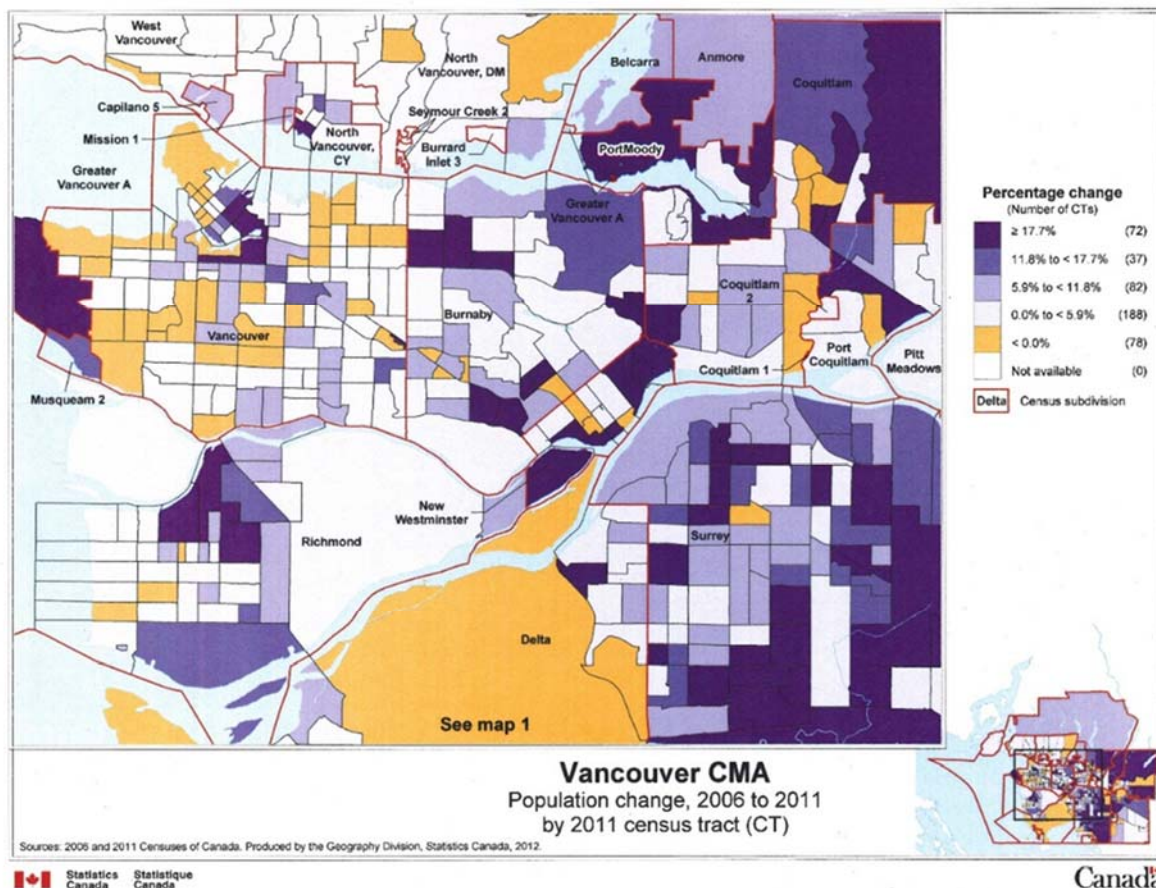 West
Vancouver
North
Vancouver, DM
Belcarra
Anmore
Coquitlam
Capilano 5
Seymour Creek 2
Mission 1
North
Vancouver,
CY
Burrard
Inlet 3
PortMoody
Greater
Vancouver A
Greater
Vancouver A
Coquitlam
2
Burnaby
Vancouver
Port
Coquitlam
Pitt
Meadows
Coquitlam 1
Musqueam 2
New
Westminster
Richmond
Surrey
Delta
See map 1
Percentage change
(Number of CTs)
≥ 17.7% (72)
11.8% to < 17.7% (37)
5.9% to < 11.8% (82)
0.0% to < 5.9% (188)
< 0.0% (78)
Not available (0)
Delta Census subdivision
Vancouver CMA
Population change, 2006 to 2011
by 2011 census tract (CT)
Sources: 2006 and 2011 Censuses of Canada. Produced by the Geography Division, Statistics Canada, 2012.
Statistics Statistique
Canada Canada
Canada